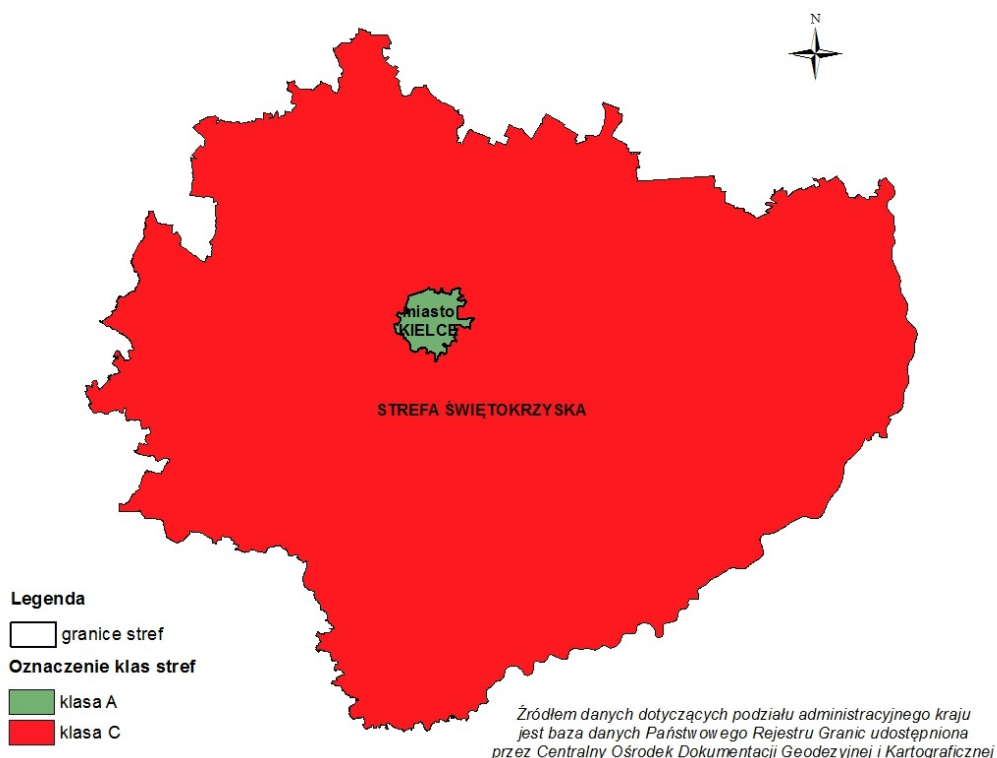 N
miasto
KIELCE
STREFA ŚWIĘTOKRZYSKA
Legenda
granice stref
Oznaczenie klas stref
klasa A
klasa C
Źródłem danych dotyczących podziału administracyjnego kraju
jest baza danych Państwowego Rejestru Granic udostępniona
przez Centralny Ośrodek Dokumentacji Geodezyjnej i Kartograficznej